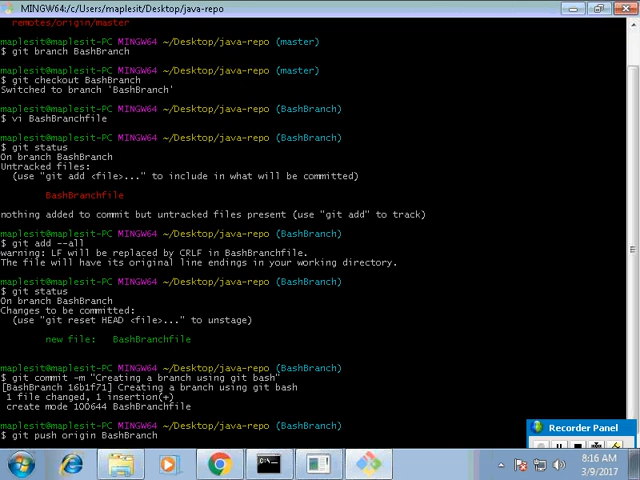 MINGW64:/c/Users/maplesit/Desktop/java-repo
remotes/origin/master
maplesit@maplesit-PC MINGW64 ~/Desktop/java-repo (master)
$ git branch BashBranch
maplesit@maplesit-PC MINGW64 ~/Desktop/java-repo (master)
$ git checkout BashBranch
Switched to branch 'BashBranch'
maplesit@maplesit-PC MINGW64 ~/Desktop/java-repo (BashBranch)
$ vi BashBranchfile
maplesit@maplesit-PC MINGW64 ~/Desktop/java-repo (BashBranch)
$ git status
On branch BashBranch
Untracked files:
(use "git add <file>..." to include in what will be committed)
BashBranchfile
nothing added to commit but untracked files present (use "git add" to track)
maplesit@maplesit-PC MINGW64 ~/Desktop/java-repo (BashBranch)
$ git add --all
warning: LF will be replaced by CRLF in BashBranchfile.
The file will have its original line endings in your working directory.
maplesit@maplesit-PC MINGW64 ~/Desktop/java-repo (BashBranch)
$ git status
On branch BashBranch
Changes to be committed:
(use "git reset HEAD <file>..." to unstage)
new file: BashBranchfile
maplesit@maplesit-PC MINGW64 ~/Desktop/java-repo (BashBranch)
$ git commit -m "Creating a branch using git bash"
[BashBranch 16b1f71] Creating a branch using git bash
1 file changed, 1 insertion(+)
create mode 100644 BashBranchfile
maplesit@maplesit-PC MINGW64 ~/Desktop/java-repo (BashBranch)
$ git push origin BashBranch
Recorder Panel
8:16 AM
3/9/2017